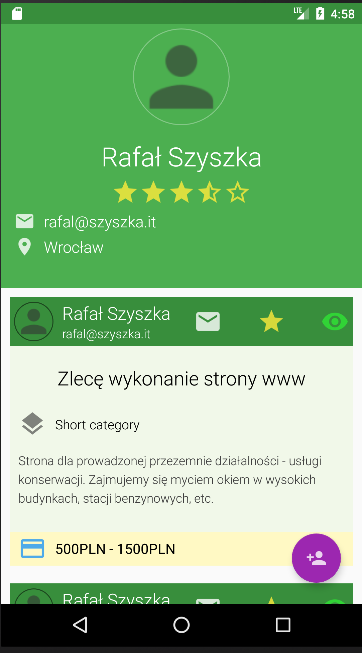 LTE 4:58
Rafał Szyszka
rafal@szyszka.it
Wrocław
Rafał Szyszka
rafal@szyszka.it
Zlecę wykonanie strony www
Short category
Strona dla prowadzonej przezemnie działalności - usługi
konserwacji. Zajmujemy się myciem okiem w wysokich
budynkach, stacji benzynowych, etc.
500PLN - 1500PLN
Rafał Szyszka